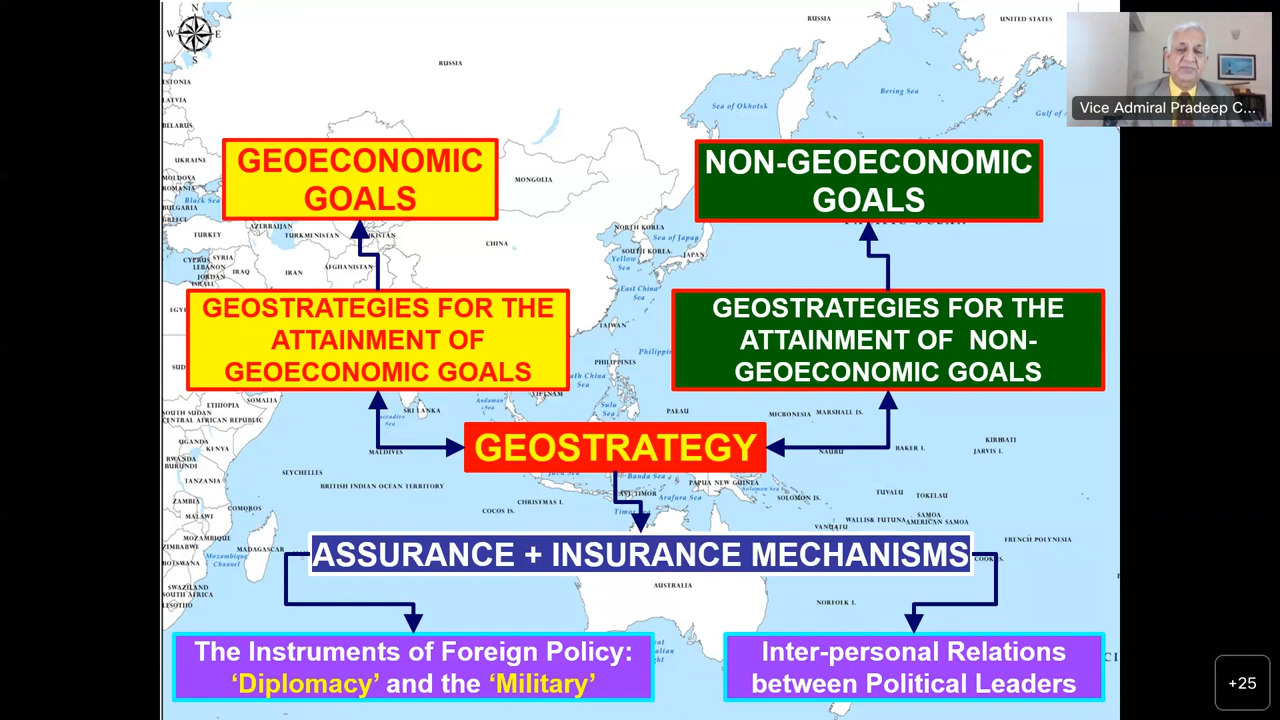 N
W E
S
RUSSIA
UNITED STATES
RUSSIA
Bering Sea
Sea of Okhotsk
Vice Admiral Pradeep C...
ESTONIA
LATVIA
BELARUS
UKRAINE
MOLDOVA
ROMANIA
Black Sea
BULGARIA
TURKEY
GEOECONOMIC
GOALS
NON-GEOECONOMIC
GOALS
MONGOLIA
CHINA
NORTH KOREA
Sea of Japan
SOUTH KOREA
JAPAN
Yellow
Sea
East China
Sea
AZERBAIJAN
TURKMENISTAN
CYPRUS
SYRIA
LEBANON
JORDAN
IRAQ
IRAN
AFGHANISTAN
GEOSTRATEGIES FOR THE
ATTAINMENT OF
GEOECONOMIC GOALS
GEOSTRATEGIES FOR THE
ATTAINMENT OF NON-
GEOECONOMIC GOALS
TAIWAN
PHILIPPINES
VIETNAM
Sulu
Sea
PALAU
MICRONESIA
MARSHALL IS.
ETHIOPIA
SOMALIA
SOUTH SUDAN
CENTRAL AFRICAN REPUBLIC
UGANDA
KENYA
RWANDA
BURUNDI
TANZANIA
SRI LANKA
Andaman
Sea
MALDIVES
GEOSTRATEGY
NAURU
BAKER I.
KIRIBATI
JARVIS I.
SEYCHELLES
BRITISH INDIAN OCEAN TERRITORY
CHRISTMAS I.
COCOS IS.
Banda Sea
Arafura Sea
PAPUA NEW GUINEA
Solomon Sea
SOLOMON IS.
TUVALU
TOKELAU
WALLIS & FUTUNA
SAMOA
AMERICAN SAMOA
VANUATU
FRENCH POLYNESIA
ZAMBIA
MALAWI
COMOROS
MOZAMBIQUE
ZIMBABWE
BOTSWANA
MADAGASCAR
Mozambique
Channel
SWAZILAND
SOUTH AFRICA
LESOTHO
ASSURANCE + INSURANCE MECHANISMS
AUSTRALIA
NORFOLK I.
The Instruments of Foreign Policy:
‘Diplomacy’ and the ‘Military’
Inter-personal Relations
between Political Leaders
+25